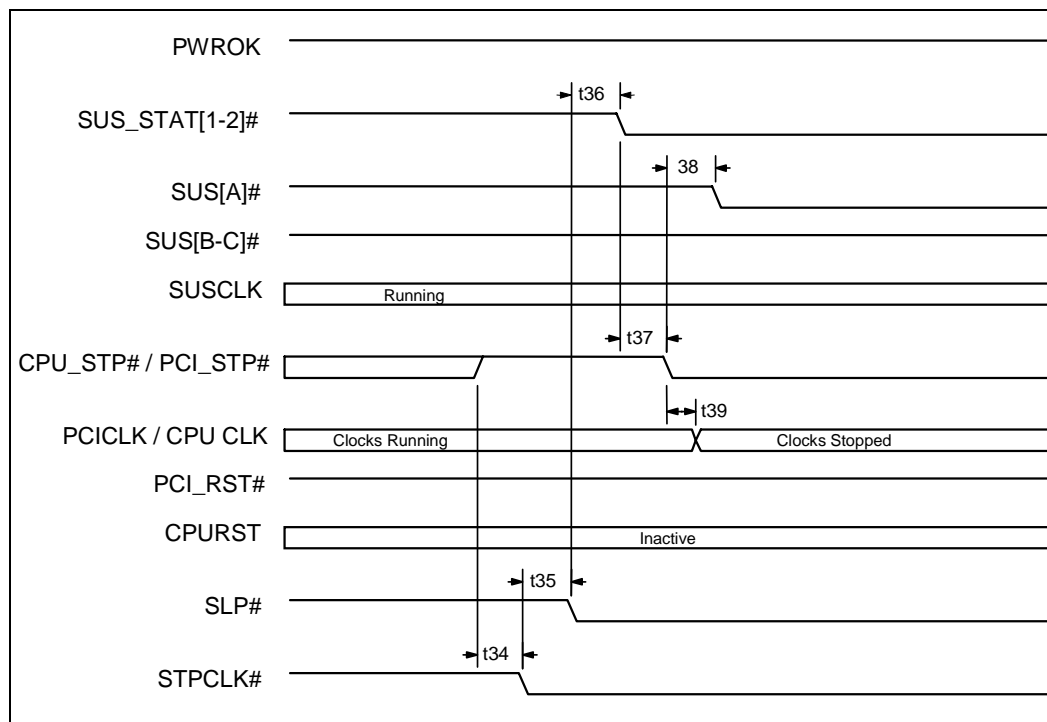 PWROK
t36
SUS_STAT[1-2]#
38
SUS[A]#
SUS[B-C]#
SUSCLK
Running
t37
CPU_STP# / PCI_STP#
t39
PCICLK / CPU CLK
Clocks Running
Clocks Stopped
PCI_RST#
CPURST
Inactive
t35
SLP#
t34
STPCLK#